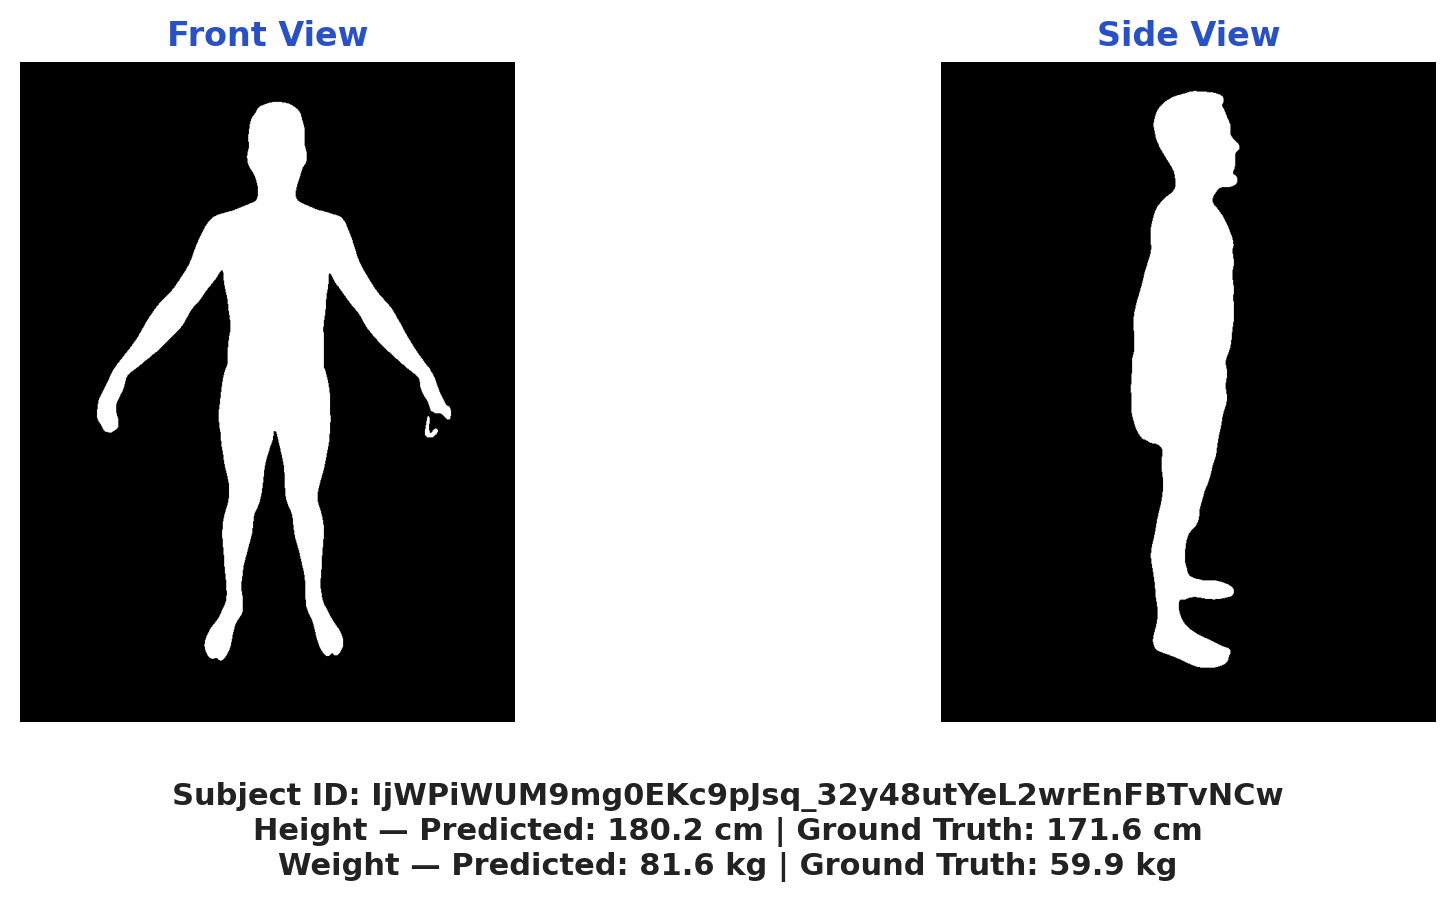 Front View
Side View
Subject ID: IjWPiWUM9mg0EKc9pJsq_32y48utYeL2wrEnFBTvNCw
Height — Predicted: 180.2 cm | Ground Truth: 171.6 cm
Weight — Predicted: 81.6 kg | Ground Truth: 59.9 kg